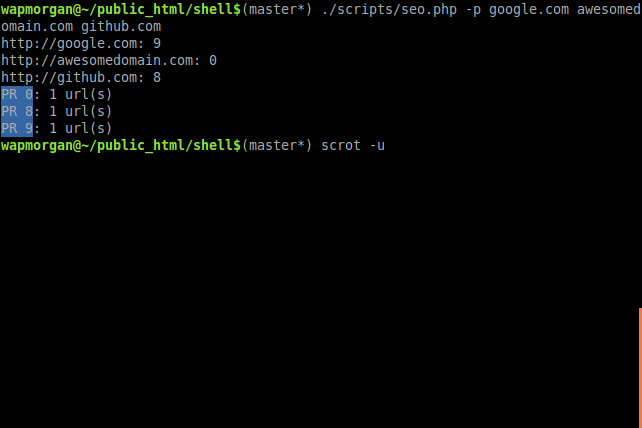 wapmorgan@~/public_html/shell$(master*) ./scripts/seo.php -p google.com awesomed
omain.com github.com
http://google.com: 9
http://awesomedomain.com: 0
http://github.com: 8
PR 0: 1 url(s)
PR 8: 1 url(s)
PR 9: 1 url(s)
wapmorgan@~/public_html/shell$(master*) scrot -u